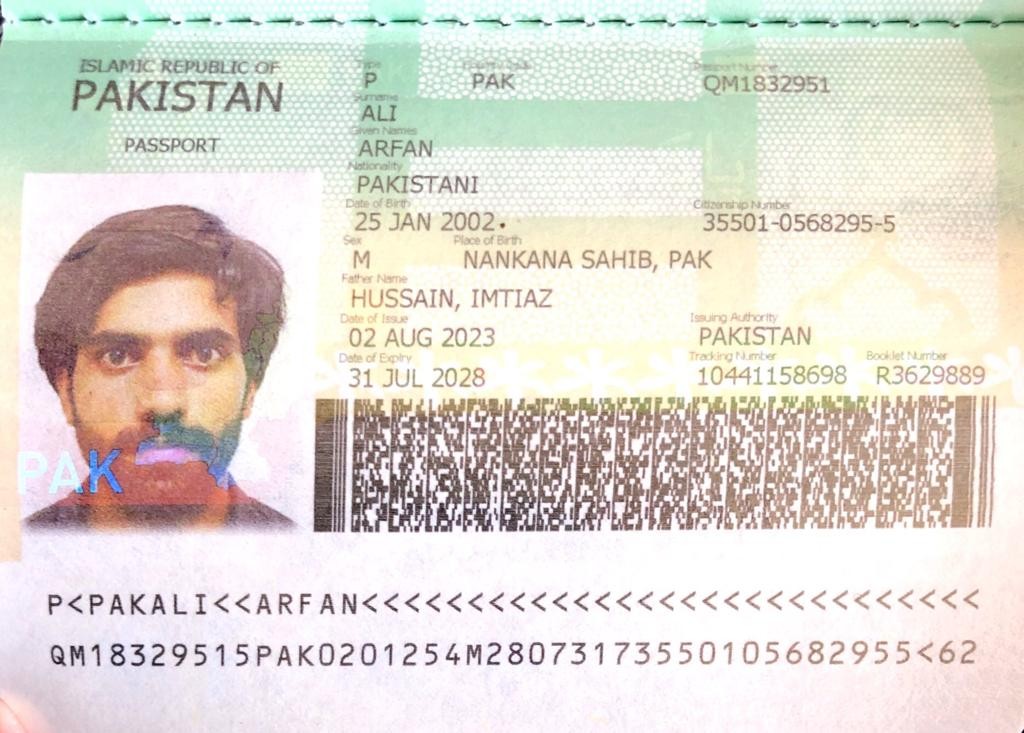 ISLAMIC REPUBLIC OF
PAKISTAN
PASSPORT
Type Country Code Passport Number
P PAK QM1832951
Surname
ALI
Given Names
ARFAN
Nationality
PAKISTANI
Date of Birth Citizenship Number
25 JAN 2002 35501-0568295-5
Sex Place of Birth
M NANKANA SAHIB, PAK
Father Name
HUSSAIN, IMTIAZ
Date of Issue Issuing Authority
02 AUG 2023 PAKISTAN
Date of Expiry Tracking Number Booklet Number
31 JUL 2028 10441158698 R3629889
PAK
P<PAKALI<<ARFAN<<<<<<<<<<<<<<<<<<<<<<<<<<<<<
QM18329515PAK0201254M28073173550105682955<62